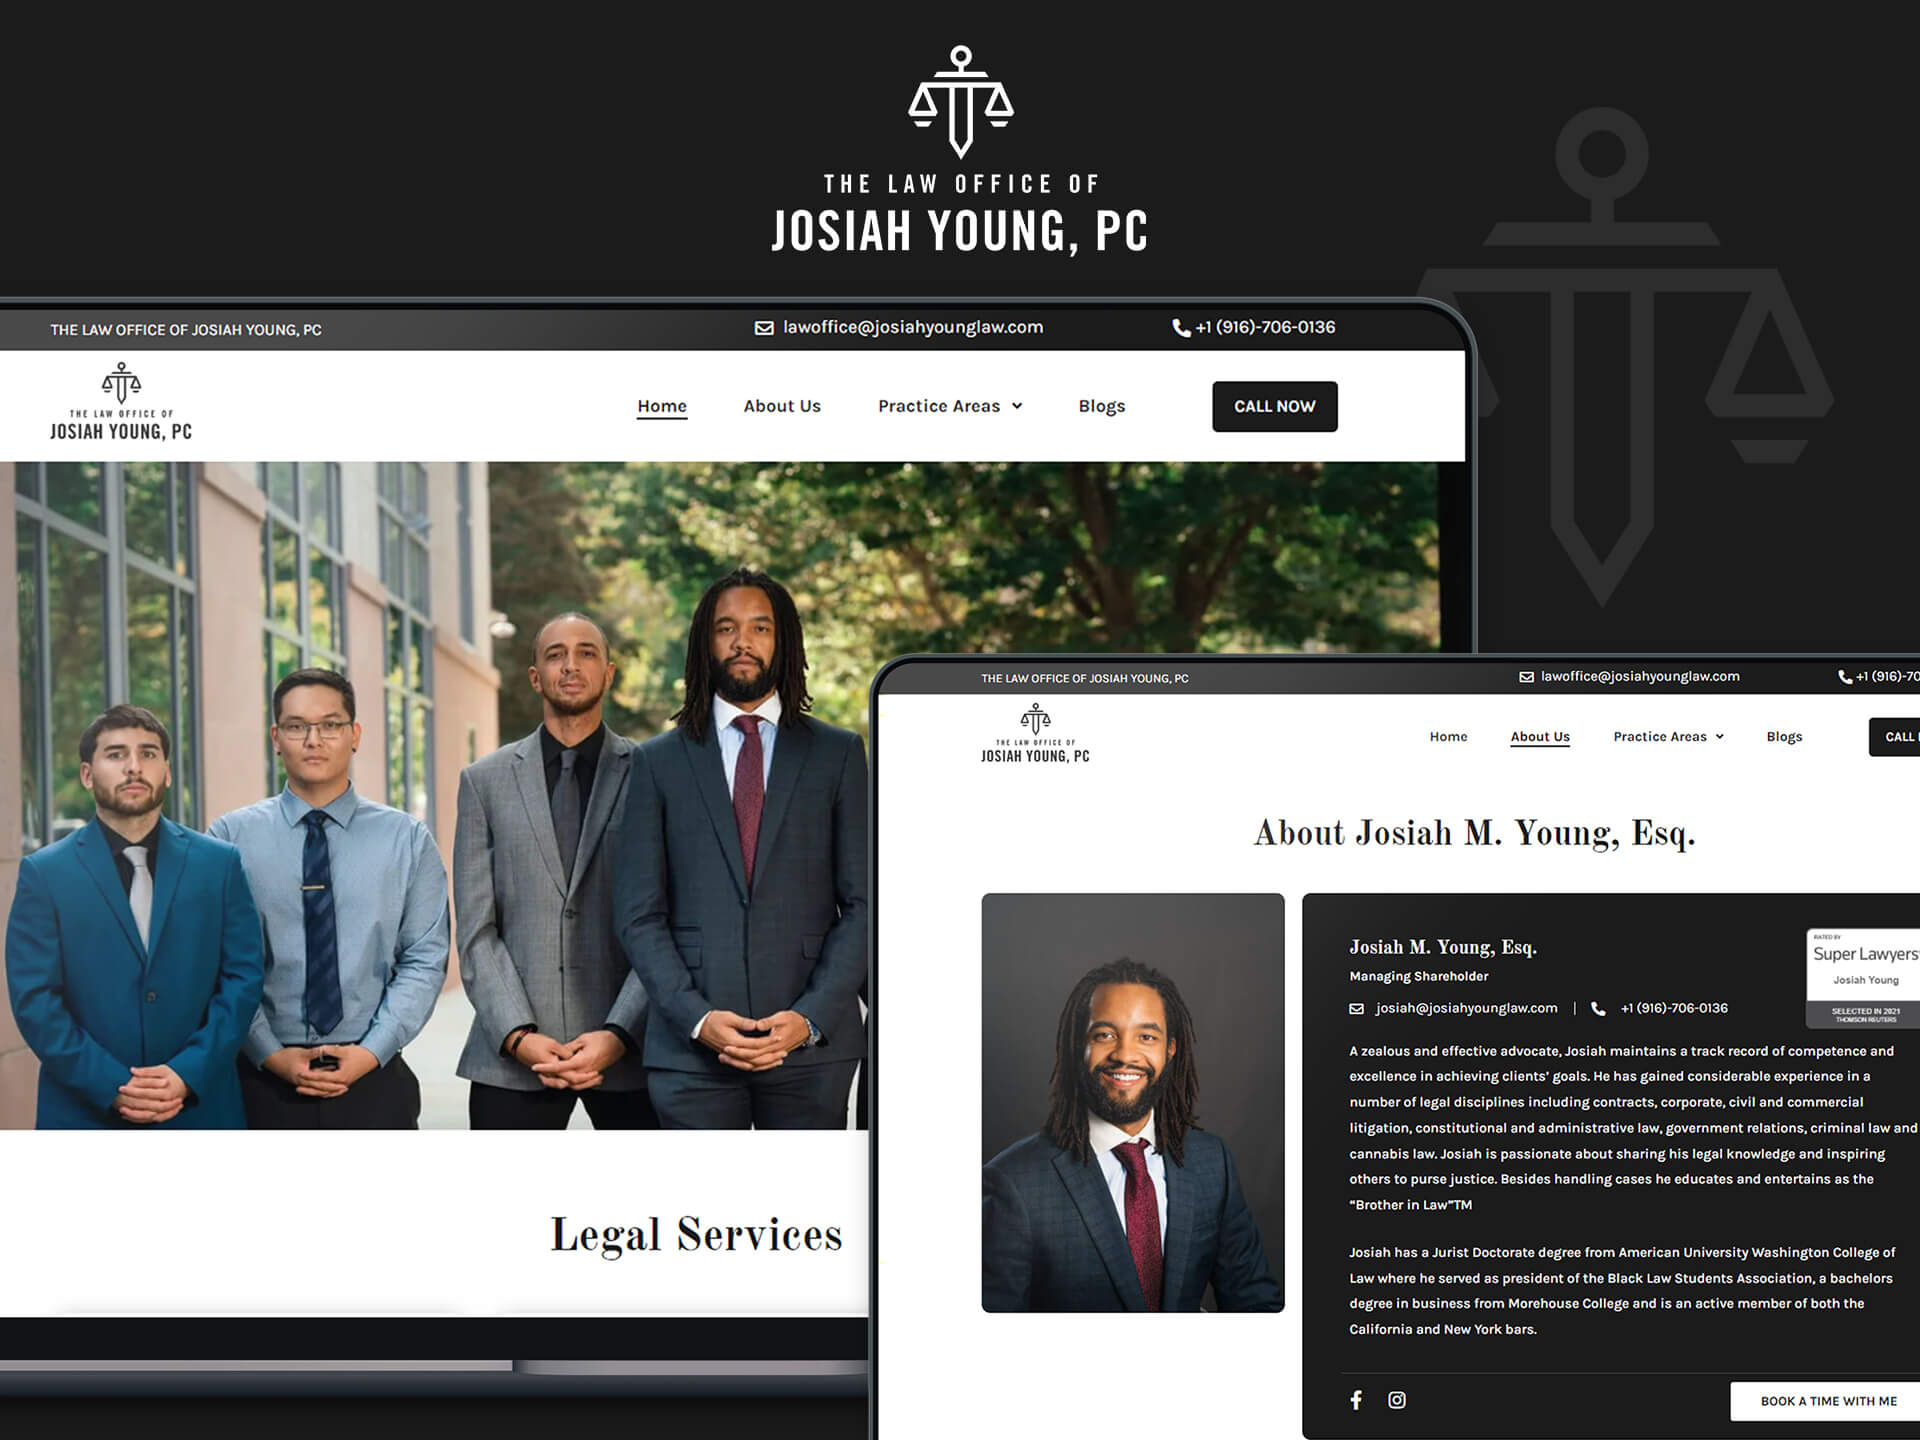 THE LAW OFFICE OF
JOSIAH YOUNG, PC
THE LAW OFFICE OF JOSIAH YOUNG, PC
lawoffice@josiahyounglaw.com
+1 (916)-706-0136
THE LAW OFFICE OF
JOSIAH YOUNG, PC
Home
About Us
Practice Areas
Blogs
CALL NOW
Legal Services
THE LAW OFFICE OF JOSIAH YOUNG, PC
lawoffice@josiahyounglaw.com
+1 (916)-70
THE LAW OFFICE OF
JOSIAH YOUNG, PC
Home
About Us
Practice Areas
Blogs
CALL
About Josiah M. Young, Esq.
Josiah M. Young, Esq.
Managing Shareholder
josiah@josiahyounglaw.com | +1 (916)-706-0136
RATED BY
Super Lawyers
Josiah Young
SELECTED IN 2021
THOMSON REUTERS
A zealous and effective advocate, Josiah maintains a track record of competence and
excellence in achieving clients’ goals. He has gained considerable experience in a
number of legal disciplines including contracts, corporate, civil and commercial
litigation, constitutional and administrative law, government relations, criminal law and
cannabis law. Josiah is passionate about sharing his legal knowledge and inspiring
others to purse justice. Besides handling cases he educates and entertains as the
“Brother in Law”TM
Josiah has a Jurist Doctorate degree from American University Washington College of
Law where he served as president of the Black Law Students Association, a bachelors
degree in business from Morehouse College and is an active member of both the
California and New York bars.
BOOK A TIME WITH ME